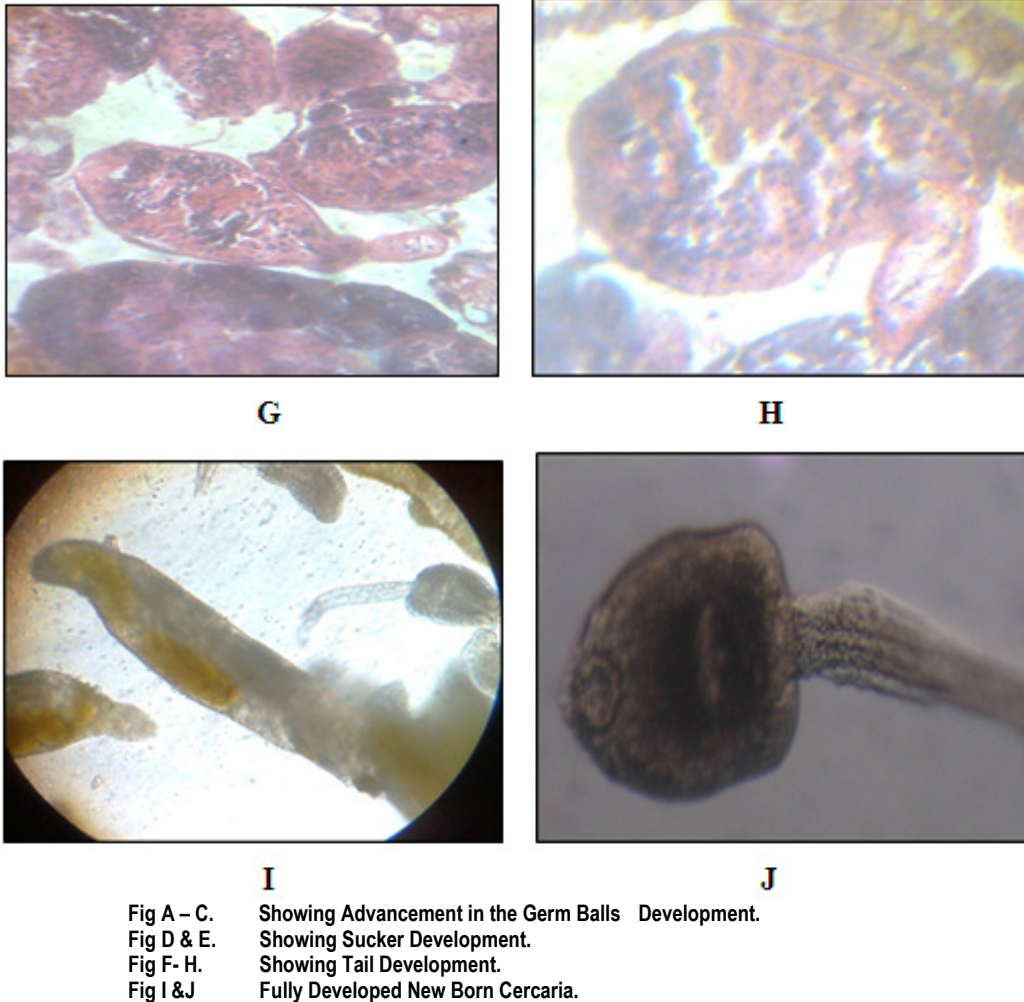 G
H
I
J
Fig A – C. Showing Advancement in the Germ Balls Development.
Fig D & E. Showing Sucker Development.
Fig F- H. Showing Tail Development.
Fig I &J Fully Developed New Born Cercaria.